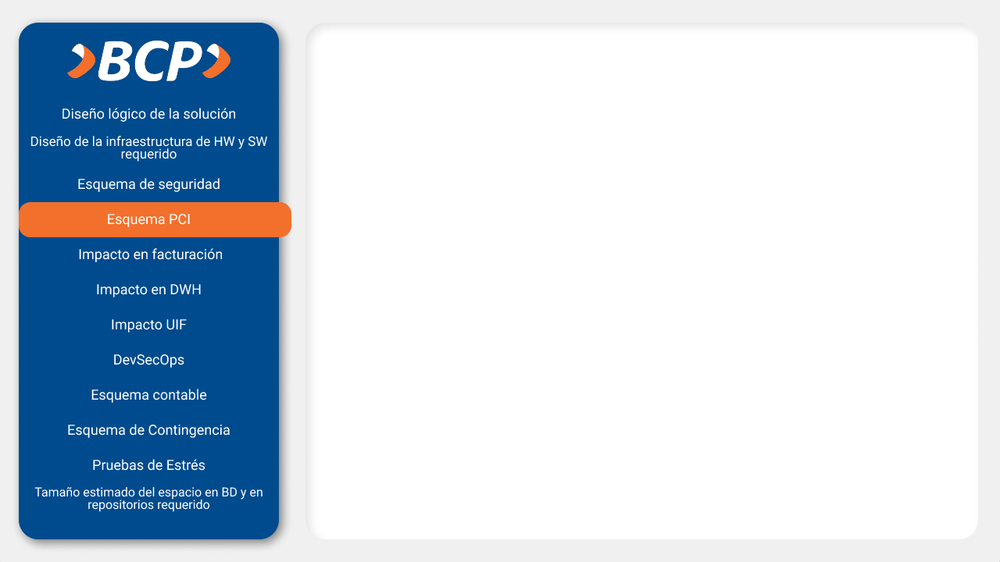 BCP
Diseño lógico de la solución
Diseño de la infraestructura de HW y SW
requerido
Esquema de seguridad
Esquema PCI
Impacto en facturación
Impacto en DWH
Impacto UIF
DevSecOps
Esquema contable
Esquema de Contingencia
Pruebas de Estrés
Tamaño estimado del espacio en BD y en
repositorios requerido